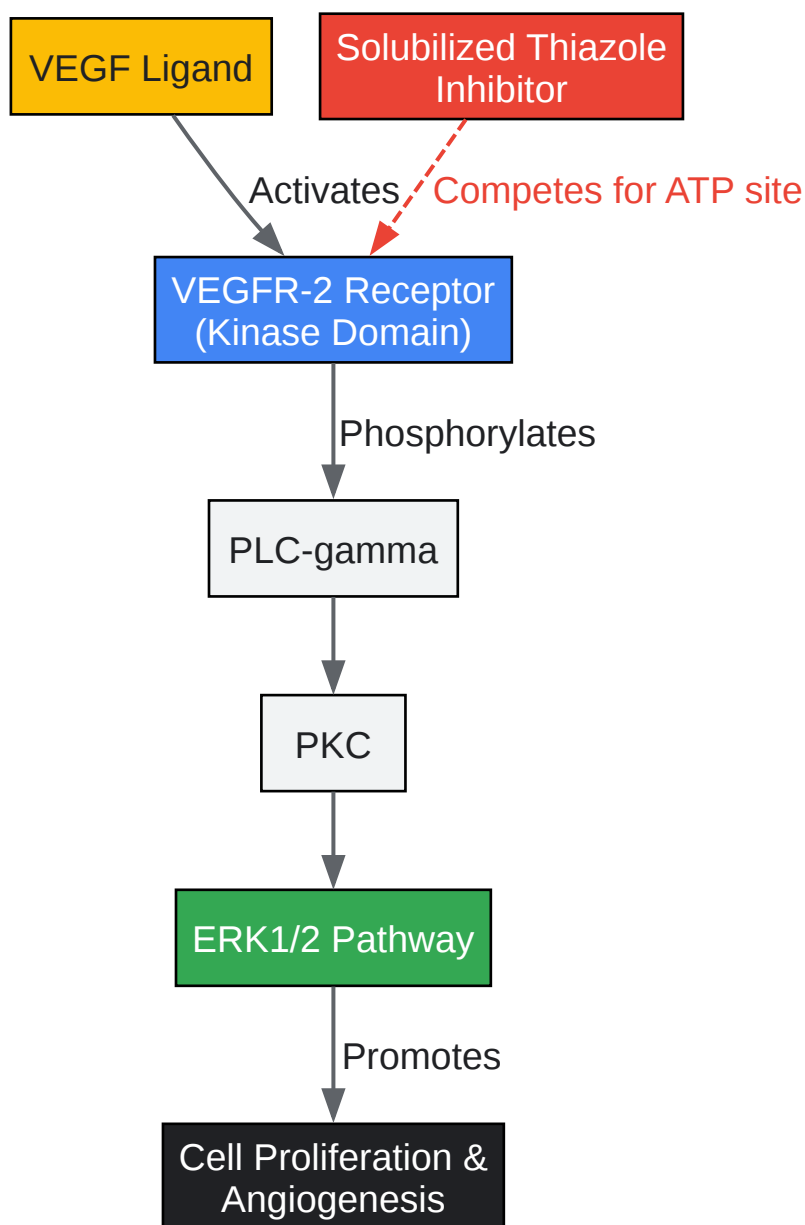 VEGF Ligand
Solubilized Thiazole
Inhibitor
Activates
Competes for ATP site
VEGFR-2 Receptor
(Kinase Domain)
Phosphorylates
PLC-gamma
PKC
ERK1/2 Pathway
Promotes
Cell Proliferation &
Angiogenesis